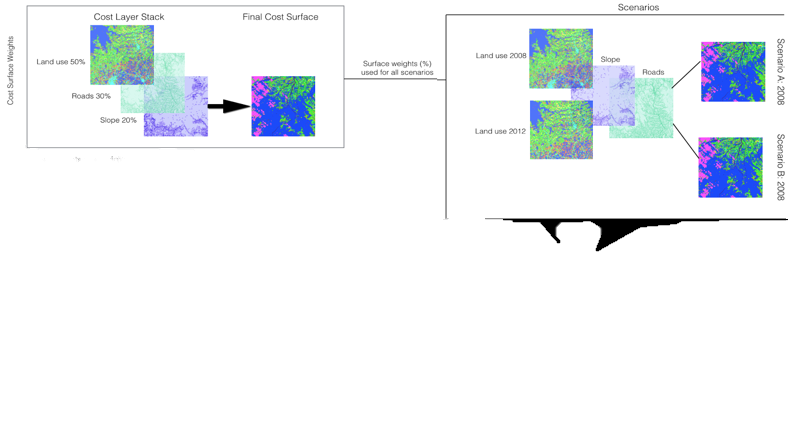 Cost Surface Weights
Cost Layer Stack
Final Cost Surface
Land use 50%
Roads 30%
Slope 20%
Surface weights (%)
used for all scenarios
Scenarios
Land use 2008
Slope
Roads
Land use 2012
Scenario A: 2008
Scenario B: 2008